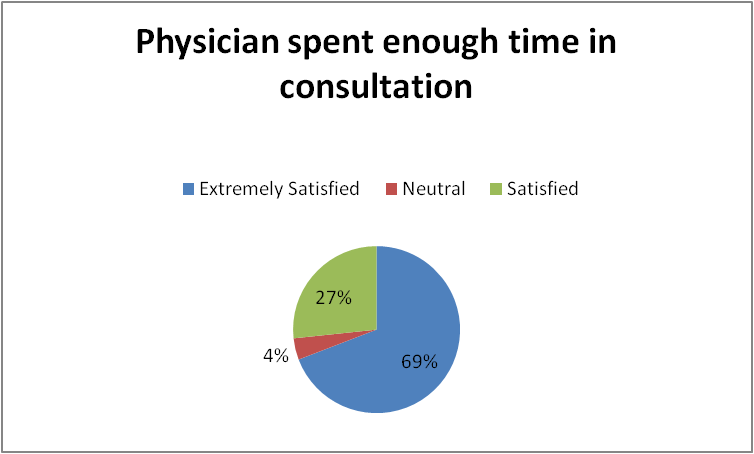 Physician spent enough time in
consultation
Extremely Satisfied Neutral Satisfied
27%
4%
69%